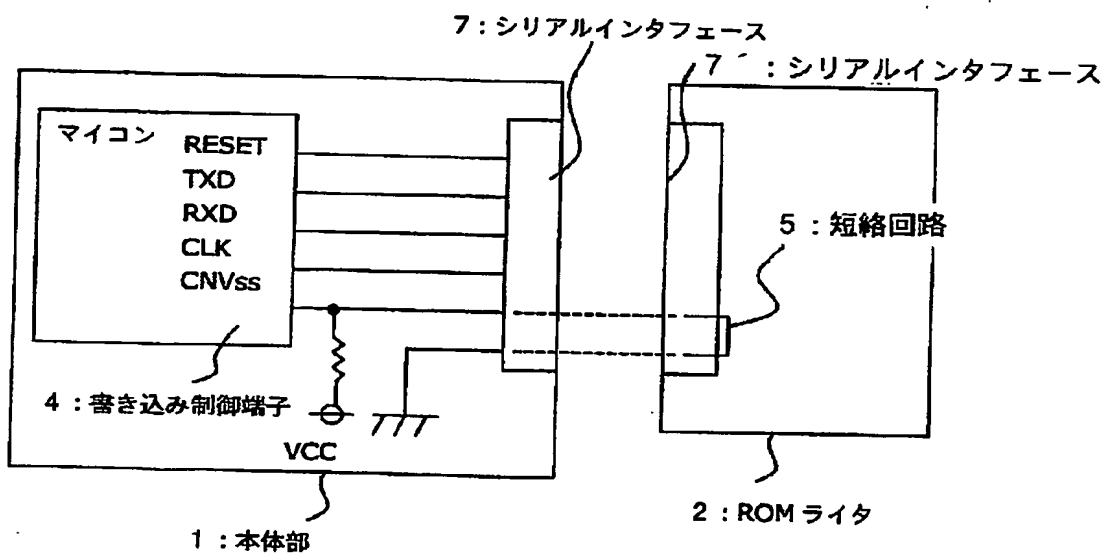 7:シリアルインタフェース
7´:シリアルインタフェース
マイコン
RESET
TXD
RXD
CLK
CNVss
5:短絡回路
4:書き込み制御端子
VCC
2:ROMライタ
1:本体部